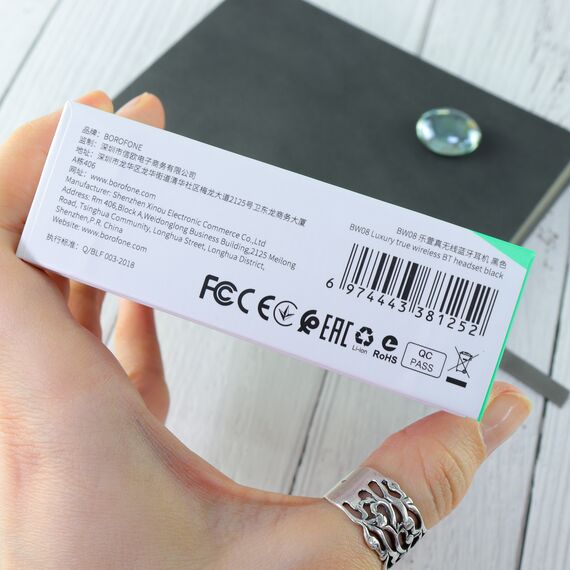 品牌：BOROFONE
监制：深圳市信欧电子商务有限公司
地址：深圳市龙华区龙华街道清华社区梅龙大道2125号卫东龙商务大厦
A栋406
网址：www.borofone.com
Manufacturer: Shenzhen Xinou Electronic Commerce Co.,Ltd
Address: Rm 406,Block A,Weidonglong Business Building,2125 Meilong
Road, Tsinghua Community, Longhua Street, Longhua District,
Shenzhen,P.R. China
Website: www.borofone.com
执行标准：Q/BLF 003-2018
BW08 乐萱真无线蓝牙耳机 黑色
BW08 Luxury true wireless BT headset black
6 974443 381252
FC CE EAC
Li-ion
RoHS
QC
PASS